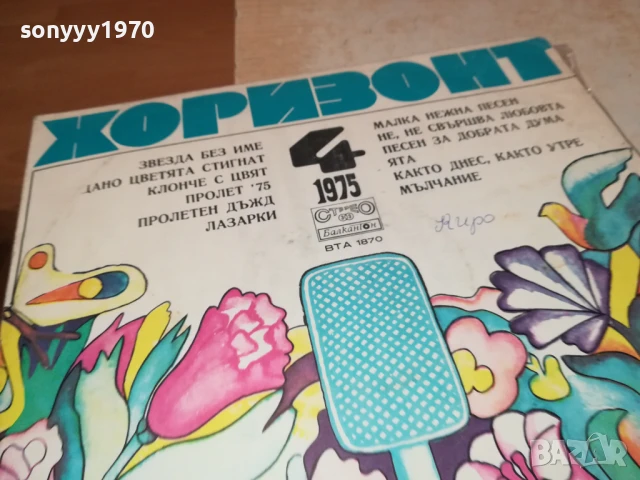 sonyyy1970
ХОРИЗОНТ
ЗВЕЗДА БЕЗ ИМЕ
ДАНО ЦВЕТЯТА СТИГНАТ
КЛОНЧЕ С ЦВЯТ
ПРОЛЕТ '75
ПРОЛЕТЕН ДЪЖД
ЛАЗАРКИ
4
1975
СТЕРЕО
Балкантон
ВТА 1870
МАЛКА НЕЖНА ПЕСЕН
НЕ, НЕ СВЪРШВА ЛЮБОВТА
ПЕСЕН ЗА ДОБРАТА ДУМА
ЯТА
КАКТО ДНЕС, КАКТО УТРЕ
МЪЛЧАНИЕ
Киро
BAZAR